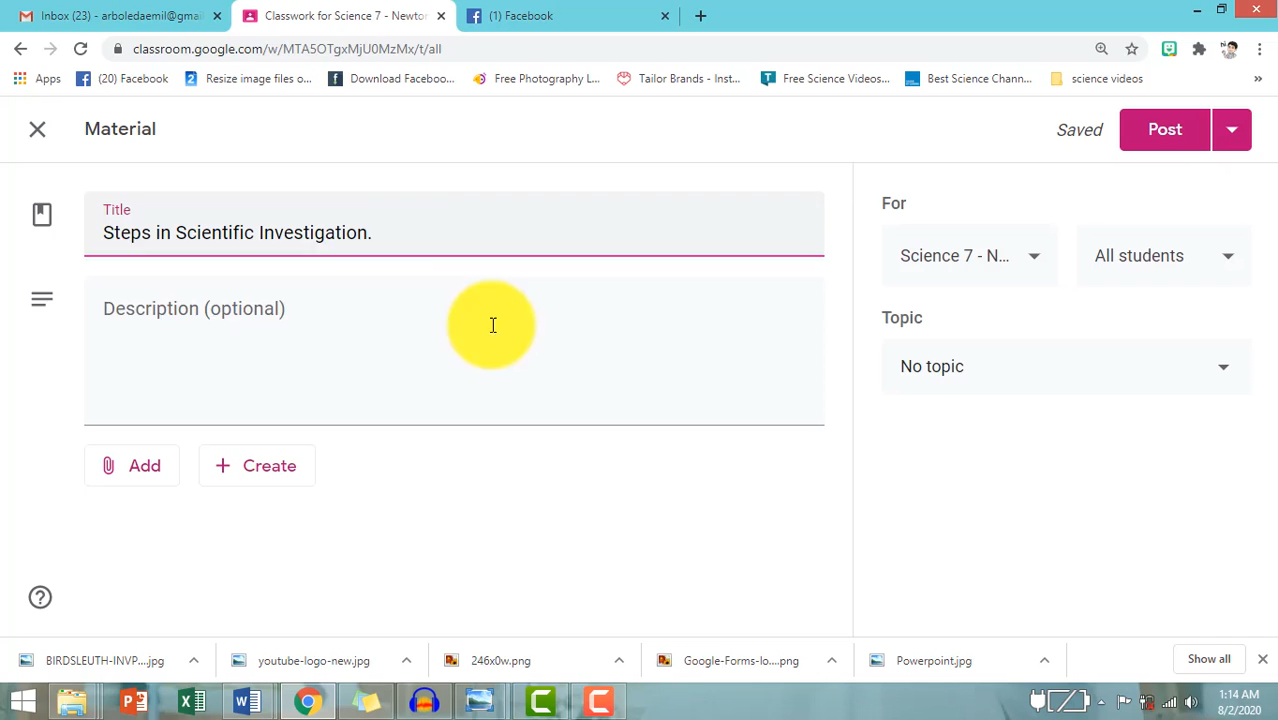 Inbox (23) - arboledaemil@gmail
Classwork for Science 7 - Newton
(1) Facebook
classroom.google.com/w/MTA5OTgxMjU0MzMx/t/all
Apps
(20) Facebook
Resize image files o...
Download Faceboo...
Free Photography L...
Tailor Brands - Inst...
Free Science Videos...
Best Science Chann...
science videos
Material
Saved
Post
Title
Steps in Scientific Investigation.
Description (optional)
Add
Create
For
Science 7 - N...
All students
Topic
No topic
BIRDSLEUTH-INVP....jpg
youtube-logo-new.jpg
246x0w.png
Google-Forms-lo....png
Powerpoint.jpg
Show all
1:14 AM
8/2/2020